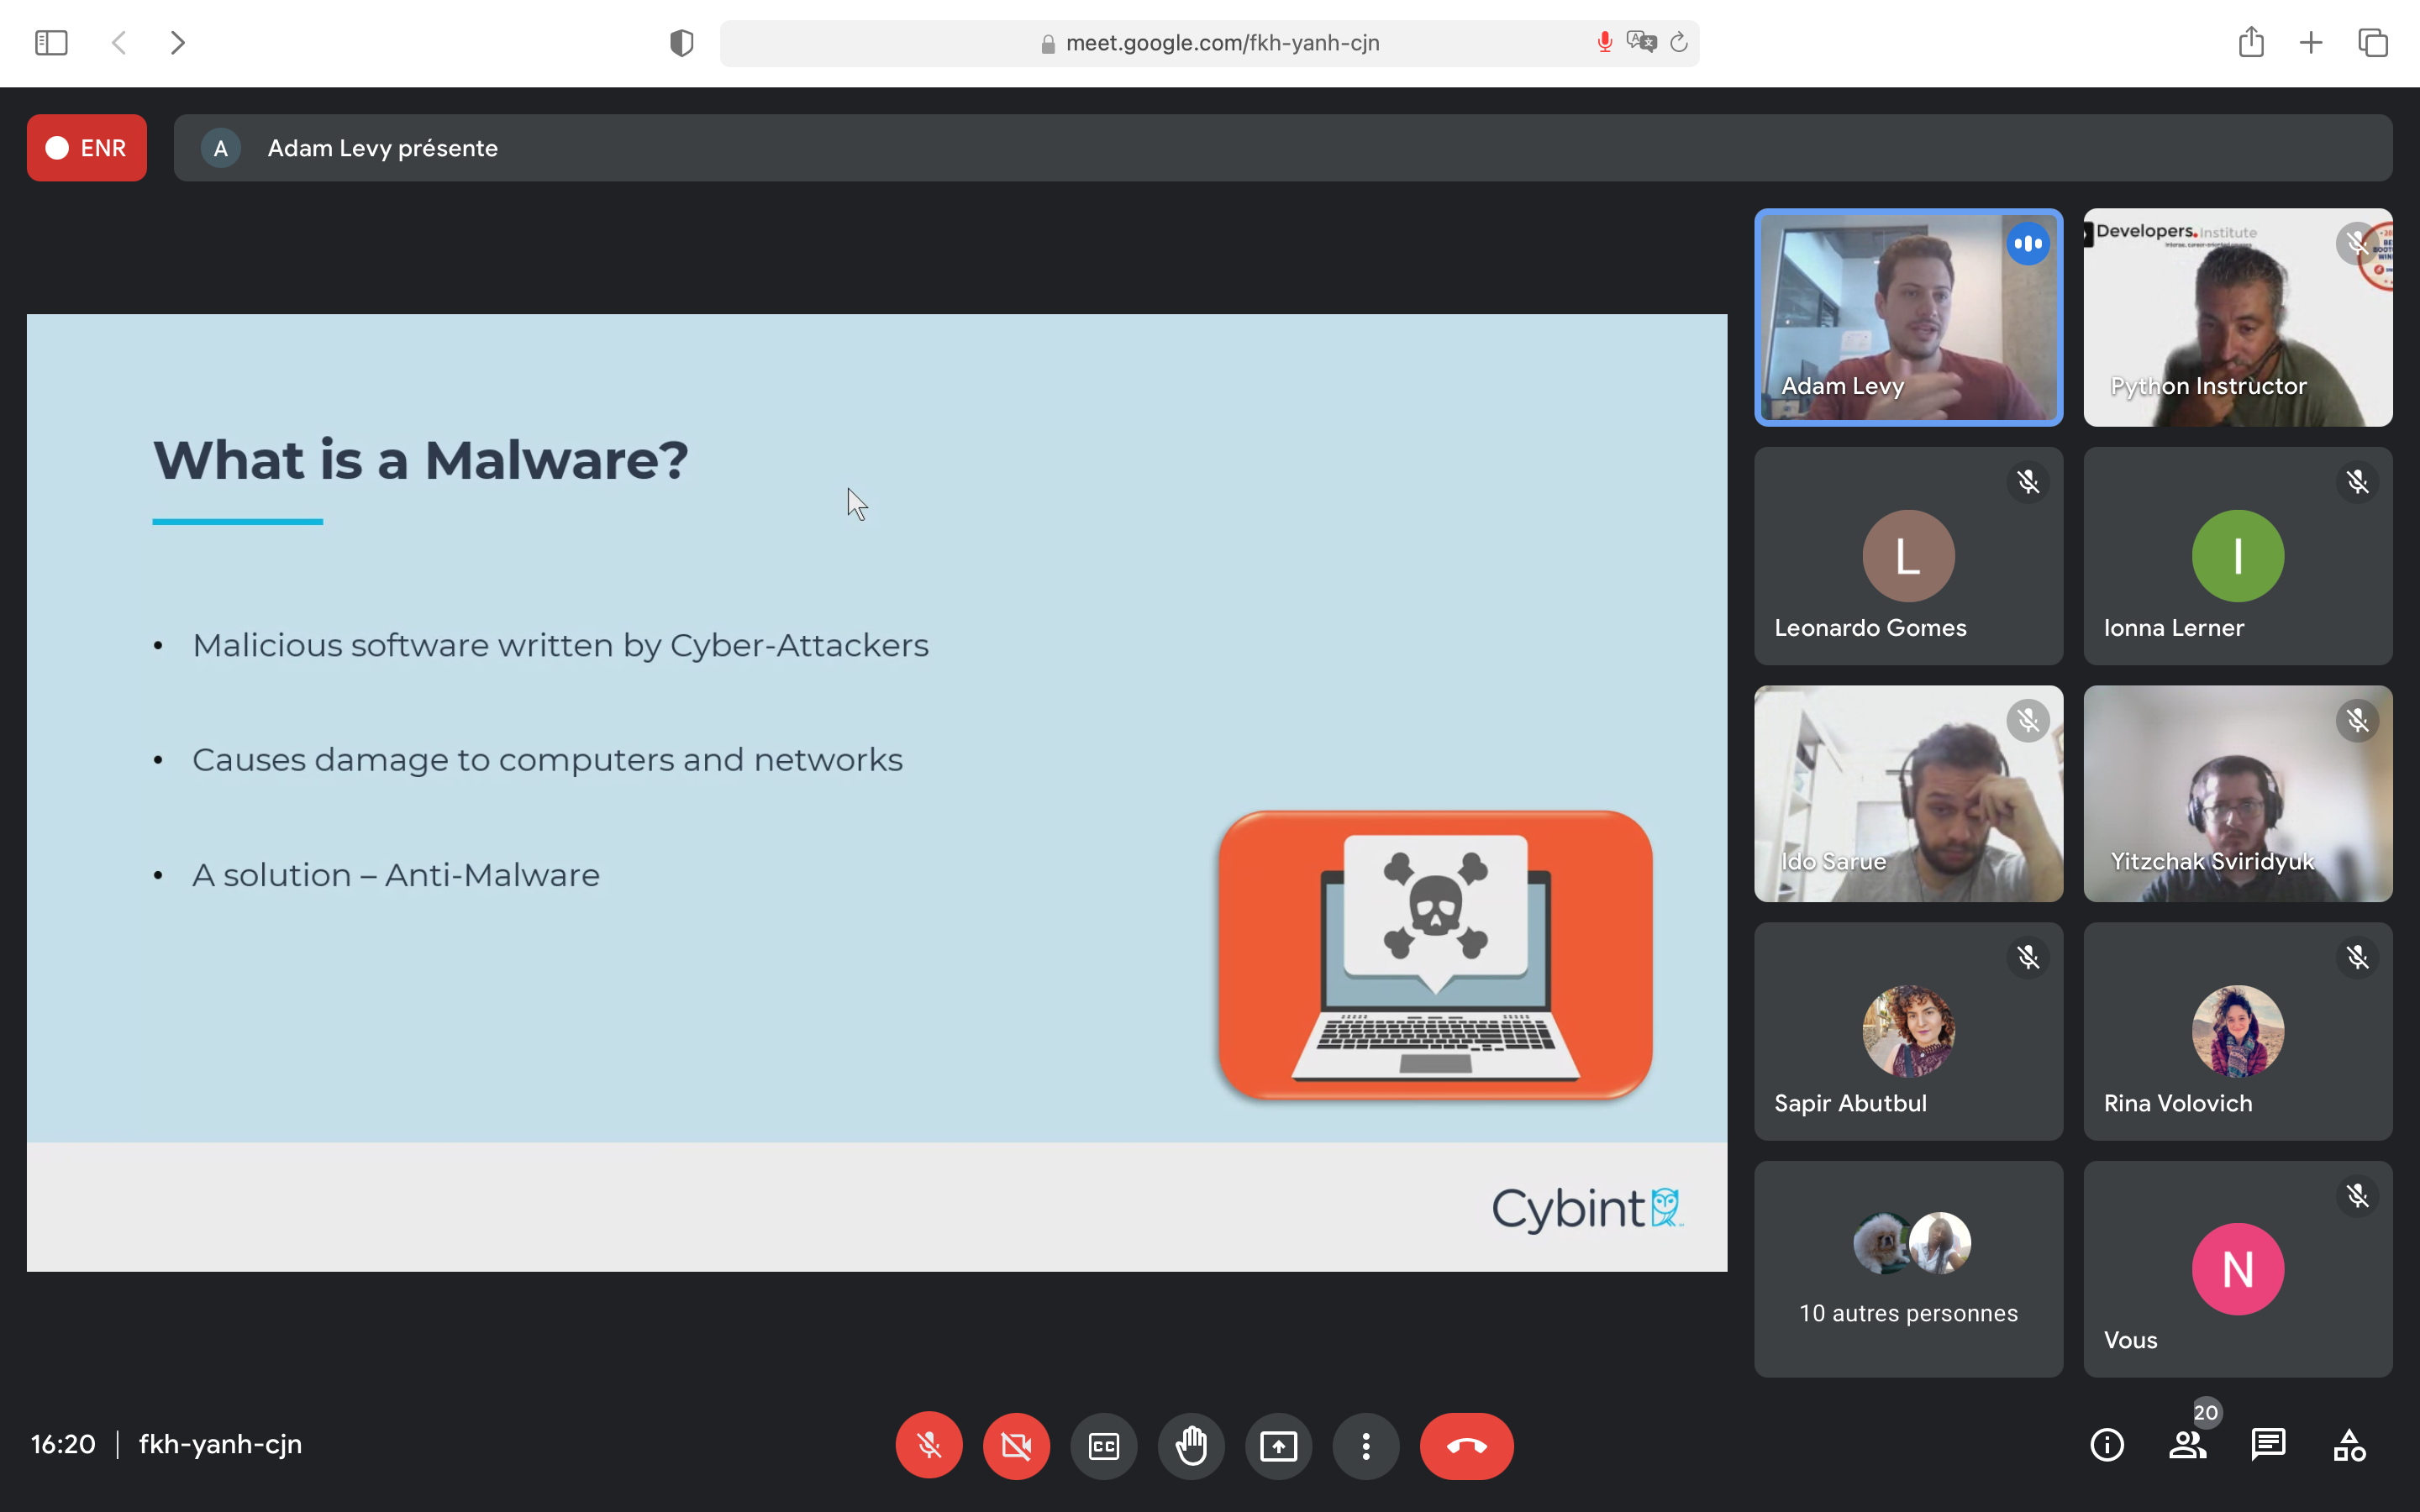 meet.google.com/fkh-yanh-cjn
ENR
A
Adam Levy présente
What is a Malware?
• Malicious software written by Cyber-Attackers
• Causes damage to computers and networks
• A solution – Anti-Malware
Cybint
Adam Levy
Developers.Institute
Python Instructor
L
Leonardo Gomes
I
Ionna Lerner
Ido Sarue
Yitzchak Sviridyuk
Sapir Abutbul
Rina Volovich
10 autres personnes
N
Vous
16:20 | fkh-yanh-cjn
CC
20